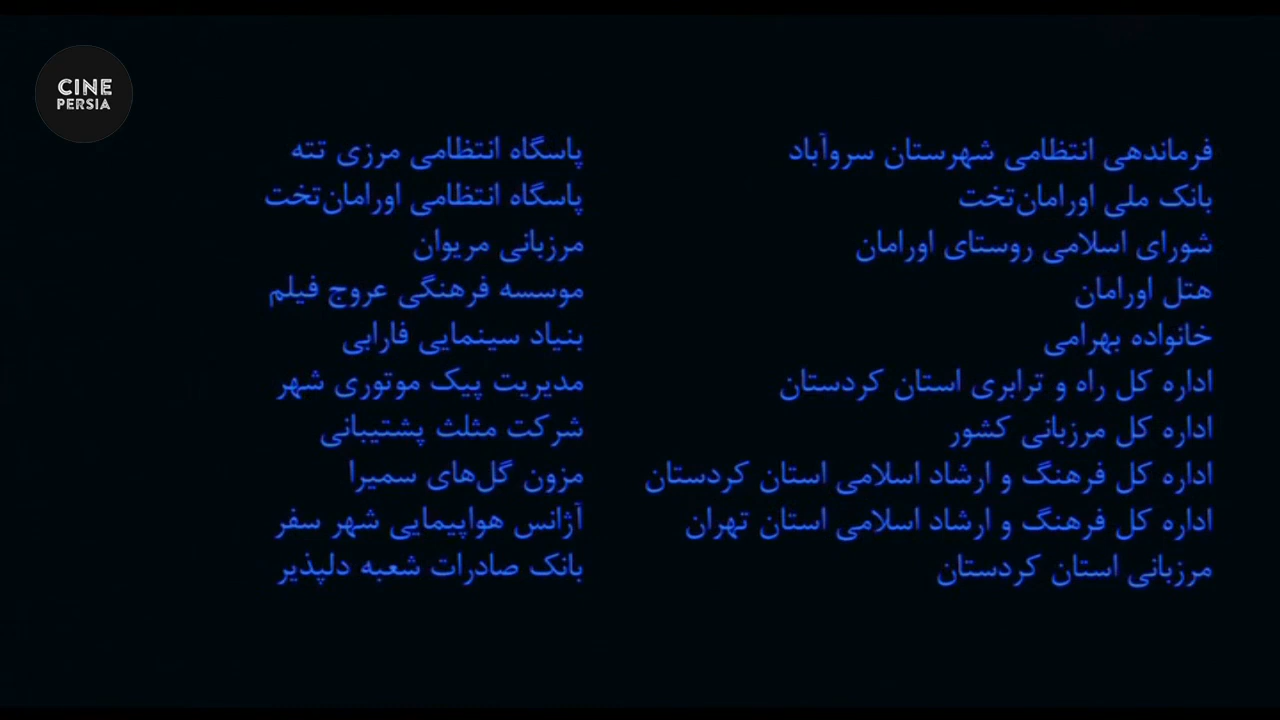 CINE
PERSIA
فرماندهی انتظامی شهرستان سروآباد
بانک ملی اورامان‌تخت
شورای اسلامی روستای اورامان
هتل اورامان
خانواده بهرامی
اداره کل راه و ترابری استان کردستان
اداره کل مرزبانی کشور
اداره کل فرهنگ و ارشاد اسلامی استان کردستان
اداره کل فرهنگ و ارشاد اسلامی استان تهران
مرزبانی استان کردستان
پاسگاه انتظامی مرزی تته
پاسگاه انتظامی اورامان‌تخت
مرزبانی مریوان
موسسه فرهنگی عروج فیلم
بنیاد سینمایی فارابی
مدیریت پیک موتوری شهر
شرکت مثلث پشتیبانی
مزون گل‌های سمیرا
آژانس هواپیمایی شهر سفر
بانک صادرات شعبه دلپذیر